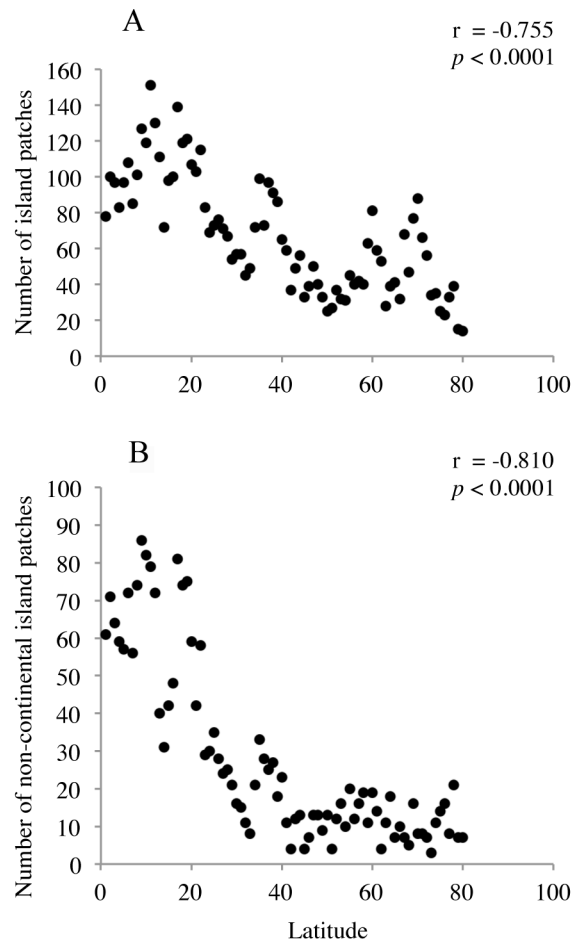 A
r = -0.755
p < 0.0001
Number of island patches
160
140
120
100
80
60
40
20
0
0 20 40 60 80 100
B
r = -0.810
p < 0.0001
Number of non-continental island patches
100
90
80
70
60
50
40
30
20
10
0
0 20 40 60 80 100
Latitude